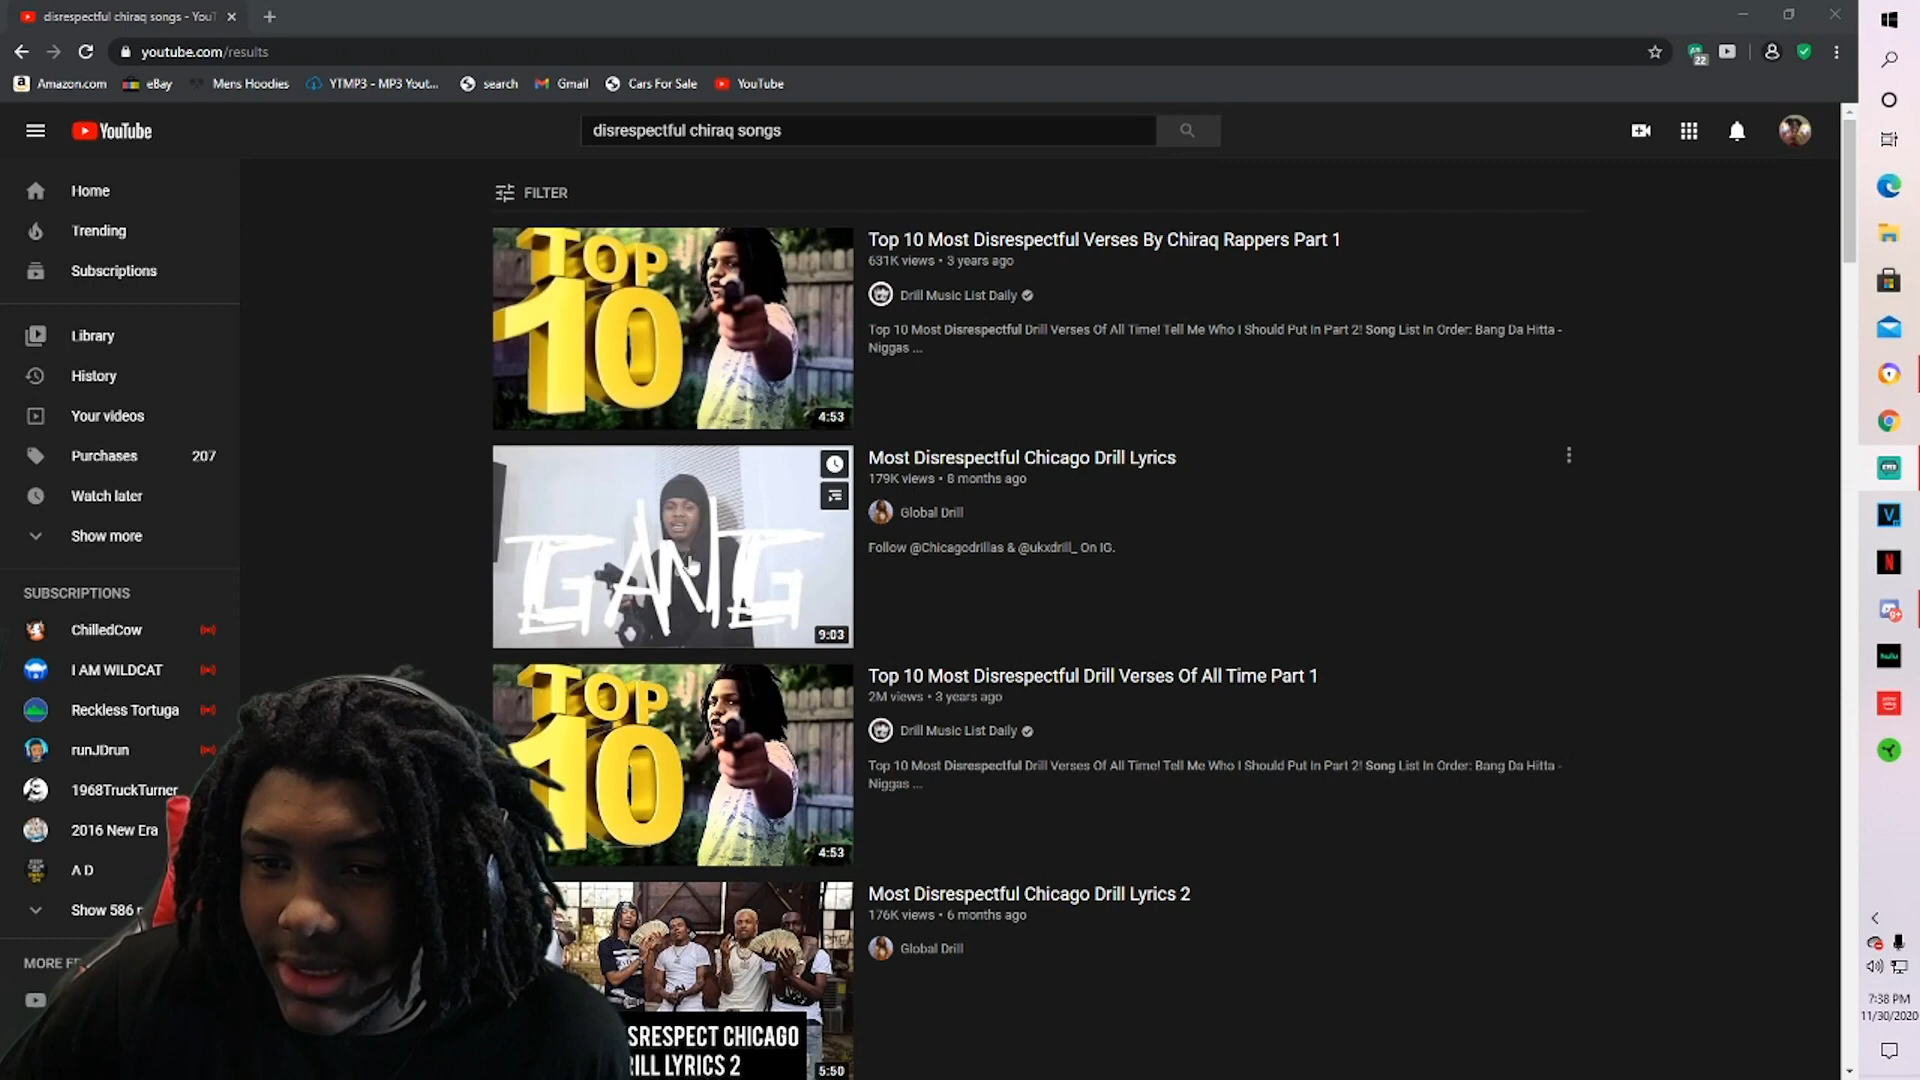 disrespectful chiraq songs - YouT
youtube.com/results
22
Amazon.com
eBay
Mens Hoodies
YTMP3 - MP3 Yout...
search
Gmail
Cars For Sale
YouTube
YouTube
disrespectful chiraq songs
Home
Trending
Subscriptions
Library
History
Your videos
Purchases 207
Watch later
Show more
SUBSCRIPTIONS
ChilledCow
I AM WILDCAT
Reckless Tortuga
runJDrun
1968TruckTurner
2016 New Era
A D
Show 586
MORE
FILTER
TOP
10
4:53
Top 10 Most Disrespectful Verses By Chiraq Rappers Part 1
631K views • 3 years ago
Drill Music List Daily
Top 10 Most Disrespectful Drill Verses Of All Time! Tell Me Who I Should Put In Part 2! Song List In Order: Bang Da Hitta -
Niggas ...
GANG
9:03
Most Disrespectful Chicago Drill Lyrics
179K views • 8 months ago
Global Drill
Follow @Chicagodrillas & @ukxdrill_ On IG.
TOP
10
4:53
Top 10 Most Disrespectful Drill Verses Of All Time Part 1
2M views • 3 years ago
Drill Music List Daily
Top 10 Most Disrespectful Drill Verses Of All Time! Tell Me Who I Should Put In Part 2! Song List In Order: Bang Da Hitta -
Niggas ...
SRESPECT CHICAGO
ILL LYRICS 2
5:50
Most Disrespectful Chicago Drill Lyrics 2
176K views • 6 months ago
Global Drill
hulu
7:38 PM
11/30/2020